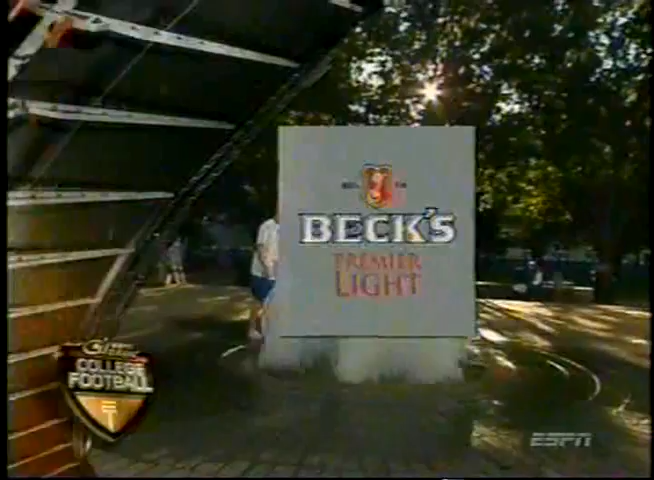 BECK'S
PREMIER
LIGHT
COLLEGE
FOOTBALL
ESPN